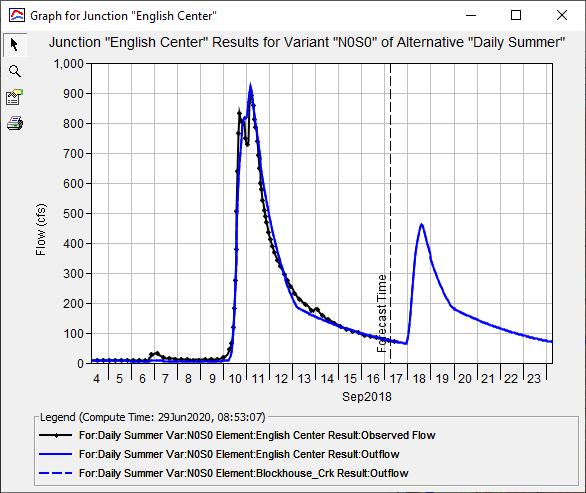 Graph for Junction "English Center"
Junction "English Center" Results for Variant "N0S0" of Alternative "Daily Summer"
1,000
900
800
700
600
500
400
300
200
100
0
Flow (cfs)
Forecast Time
4 5 6 7 8 9 10 11 12 13 14 15 16 17 18 19 20 21 22 23
Sep2018
Legend (Compute Time: 29Jun2020, 08:53:07)
For:Daily Summer Var:N0S0 Element:English Center Result:Observed Flow
For:Daily Summer Var:N0S0 Element:English Center Result:Outflow
For:Daily Summer Var:N0S0 Element:Blockhouse_Crk Result:Outflow